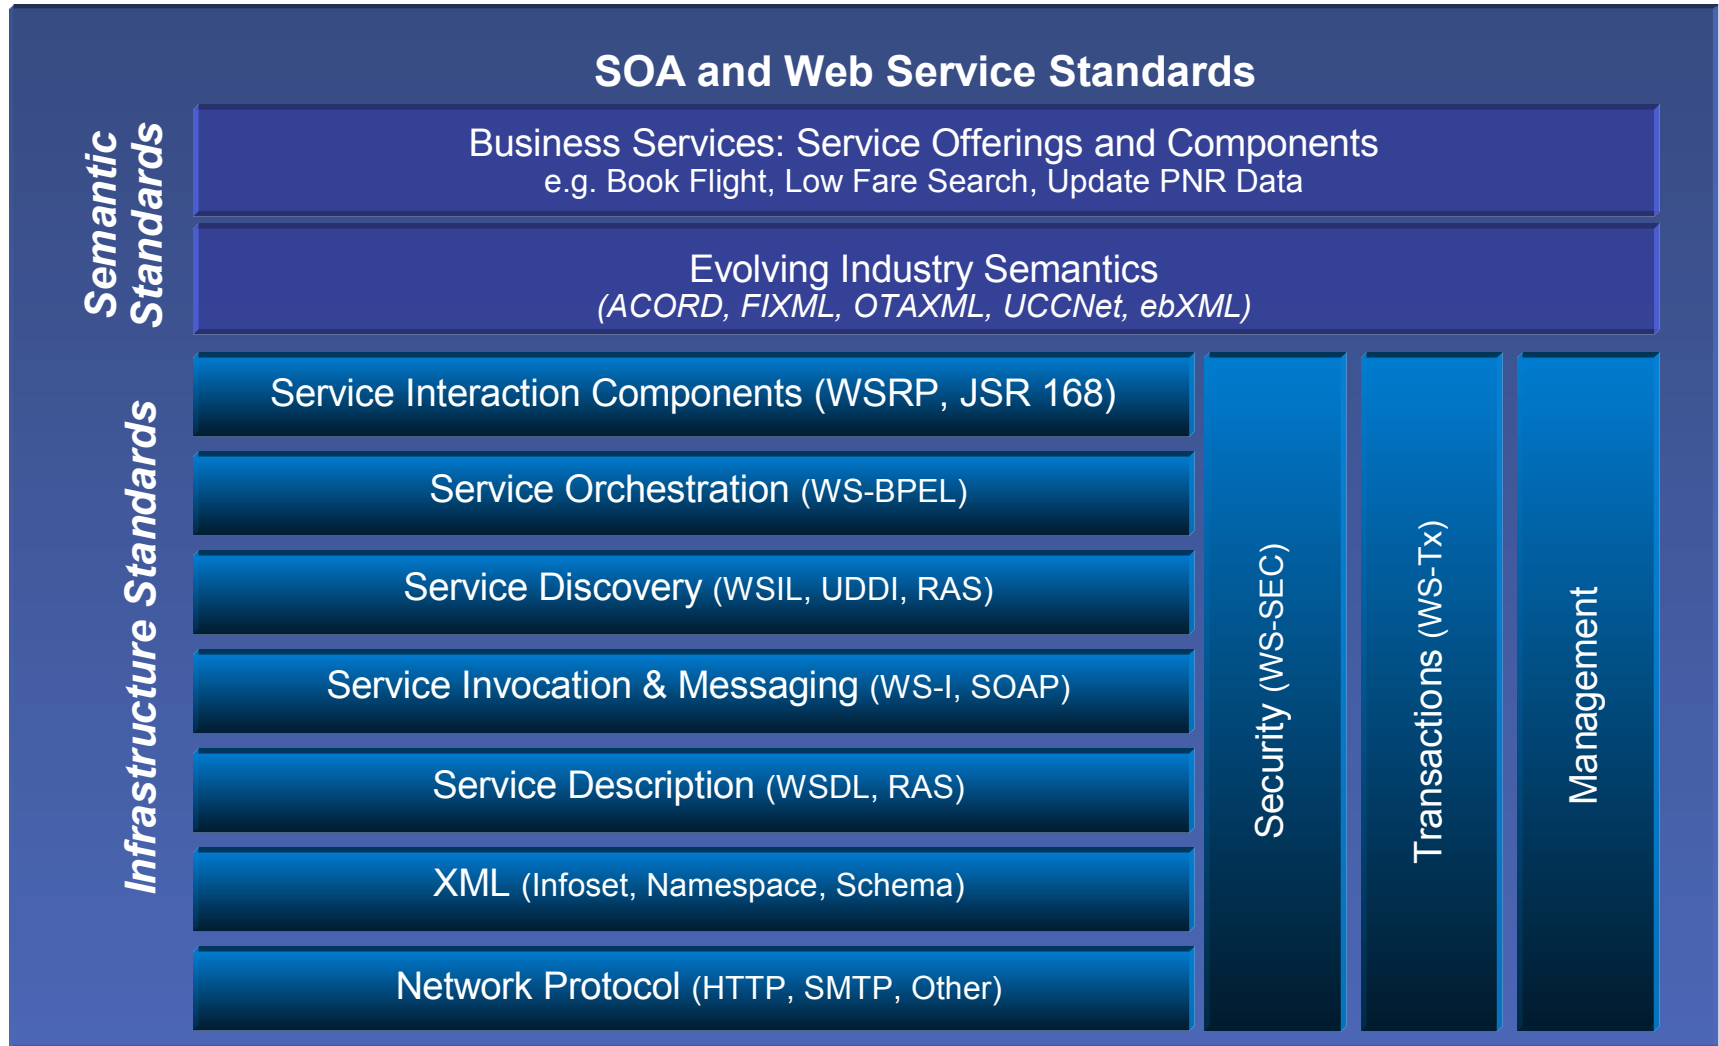 SOA and Web Service Standards
Semantic
Standards
Business Services: Service Offerings and Components
e.g. Book Flight, Low Fare Search, Update PNR Data
Evolving Industry Semantics
(ACORD, FIXML, OTAXML, UCCNet, ebXML)
Infrastructure Standards
Service Interaction Components (WSRP, JSR 168)
Service Orchestration (WS-BPEL)
Service Discovery (WSIL, UDDI, RAS)
Service Invocation & Messaging (WS-I, SOAP)
Service Description (WSDL, RAS)
XML (Infoset, Namespace, Schema)
Network Protocol (HTTP, SMTP, Other)
Security (WS-SEC)
Transactions (WS-Tx)
Management